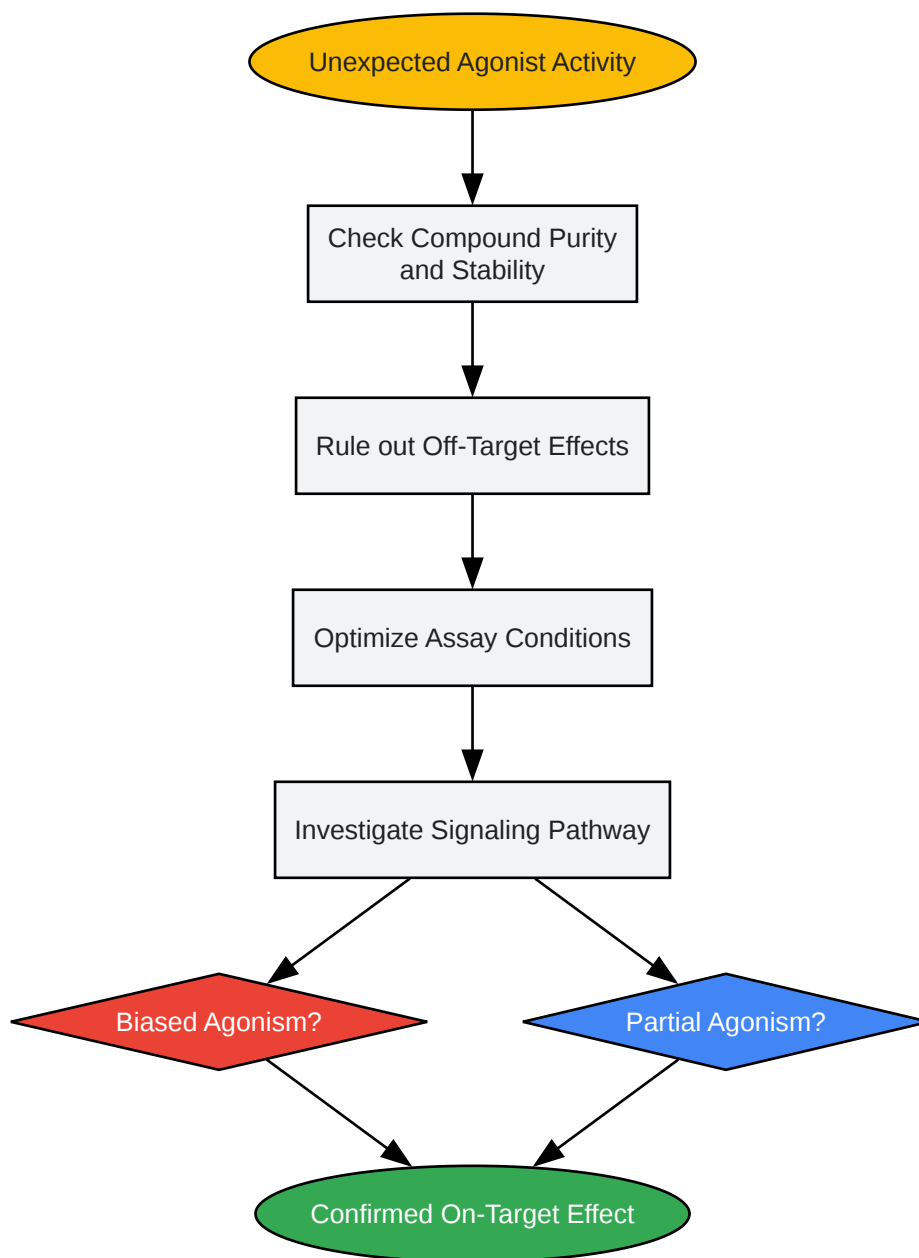 Unexpected Agonist Activity
Check Compound Purity
and Stability
Rule out Off-Target Effects
Optimize Assay Conditions
Investigate Signaling Pathway
Biased Agonism?
Partial Agonism?
Confirmed On-Target Effect